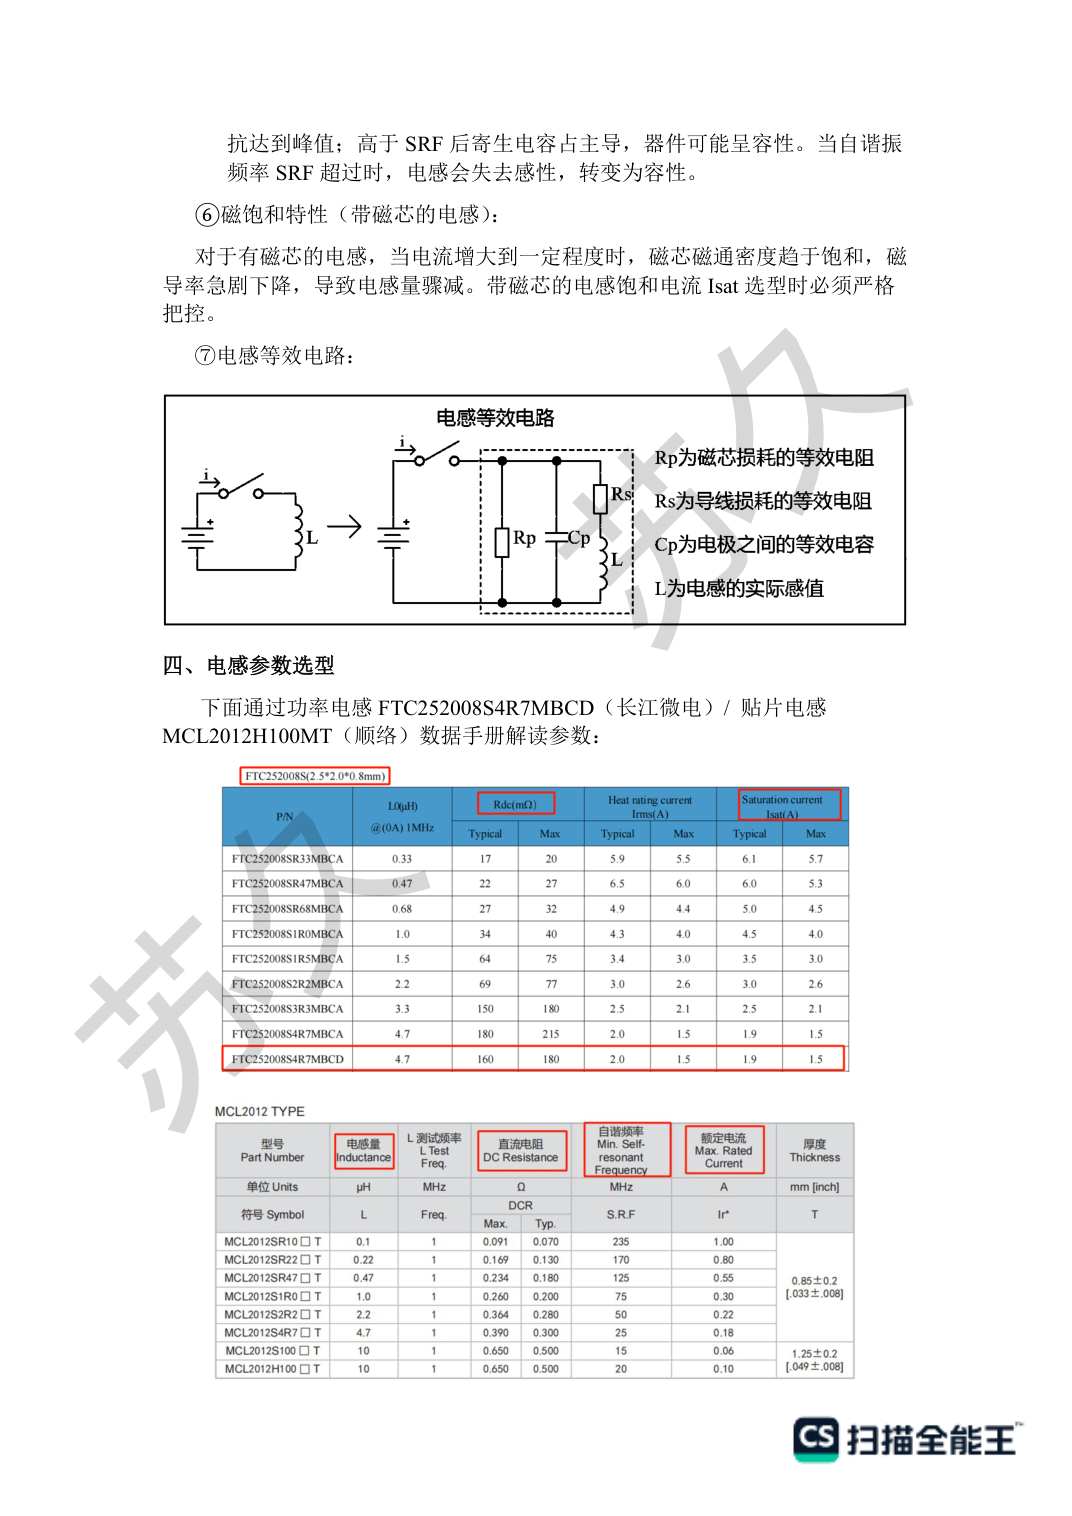 抗达到峰值；高于 SRF 后寄生电容占主导，器件可能呈容性。当自谐振
频率 SRF 超过时，电感会失去感性，转变为容性。
⑥磁饱和特性（带磁芯的电感）：
对于有磁芯的电感，当电流增大到一定程度时，磁芯磁通密度趋于饱和，磁
导率急剧下降，导致电感量骤减。带磁芯的电感饱和电流 Isat 选型时必须严格
把控。
⑦电感等效电路：
电感等效电路
i
+
L
i
+
Rp
Cp
Rs
L
Rp为磁芯损耗的等效电阻
Rs为导线损耗的等效电阻
Cp为电极之间的等效电容
L为电感的实际感值
四、电感参数选型
下面通过功率电感 FTC252008S4R7MBCD（长江微电）/ 贴片电感
MCL2012H100MT（顺络）数据手册解读参数：
FTC252008S(2.5*2.0*0.8mm)
P/N L0(μH) @(0A) 1MHz Rdc(mΩ) Heat rating current Irms(A) Saturation current Isat(A)
Typical Max Typical Max Typical Max
FTC252008SR33MBCA 0.33 17 20 5.9 5.5 6.1 5.7
FTC252008SR47MBCA 0.47 22 27 6.5 6.0 6.0 5.3
FTC252008SR68MBCA 0.68 27 32 4.9 4.4 5.0 4.5
FTC252008S1R0MBCA 1.0 34 40 4.3 4.0 4.5 4.0
FTC252008S1R5MBCA 1.5 64 75 3.4 3.0 3.5 3.0
FTC252008S2R2MBCA 2.2 69 77 3.0 2.6 3.0 2.6
FTC252008S3R3MBCA 3.3 150 180 2.5 2.1 2.5 2.1
FTC252008S4R7MBCA 4.7 180 215 2.0 1.5 1.9 1.5
FTC252008S4R7MBCD 4.7 160 180 2.0 1.5 1.9 1.5
MCL2012 TYPE
型号 Part Number 电感量 Inductance L 测试频率 L Test Freq. 直流电阻 DC Resistance 自谐频率 Min. Self-resonant Frequency 额定电流 Max. Rated Current 厚度 Thickness
单位 Units μH MHz Ω MHz A mm [inch]
符号 Symbol L Freq. DCR S.R.F Ir* T
Max. Typ.
MCL2012SR10□T 0.1 1 0.091 0.070 235 1.00
MCL2012SR22□T 0.22 1 0.169 0.130 170 0.80
MCL2012SR47□T 0.47 1 0.234 0.180 125 0.55 0.85±0.2
MCL2012S1R0□T 1.0 1 0.260 0.200 75 0.30 [.033±.008]
MCL2012S2R2□T 2.2 1 0.364 0.280 50 0.22
MCL2012S4R7□T 4.7 1 0.390 0.300 25 0.18
MCL2012S100□T 10 1 0.650 0.500 15 0.06 1.25±0.2
MCL2012H100□T 10 1 0.650 0.500 20 0.10 [.049±.008]
苏久
苏久
CS 扫描全能王™